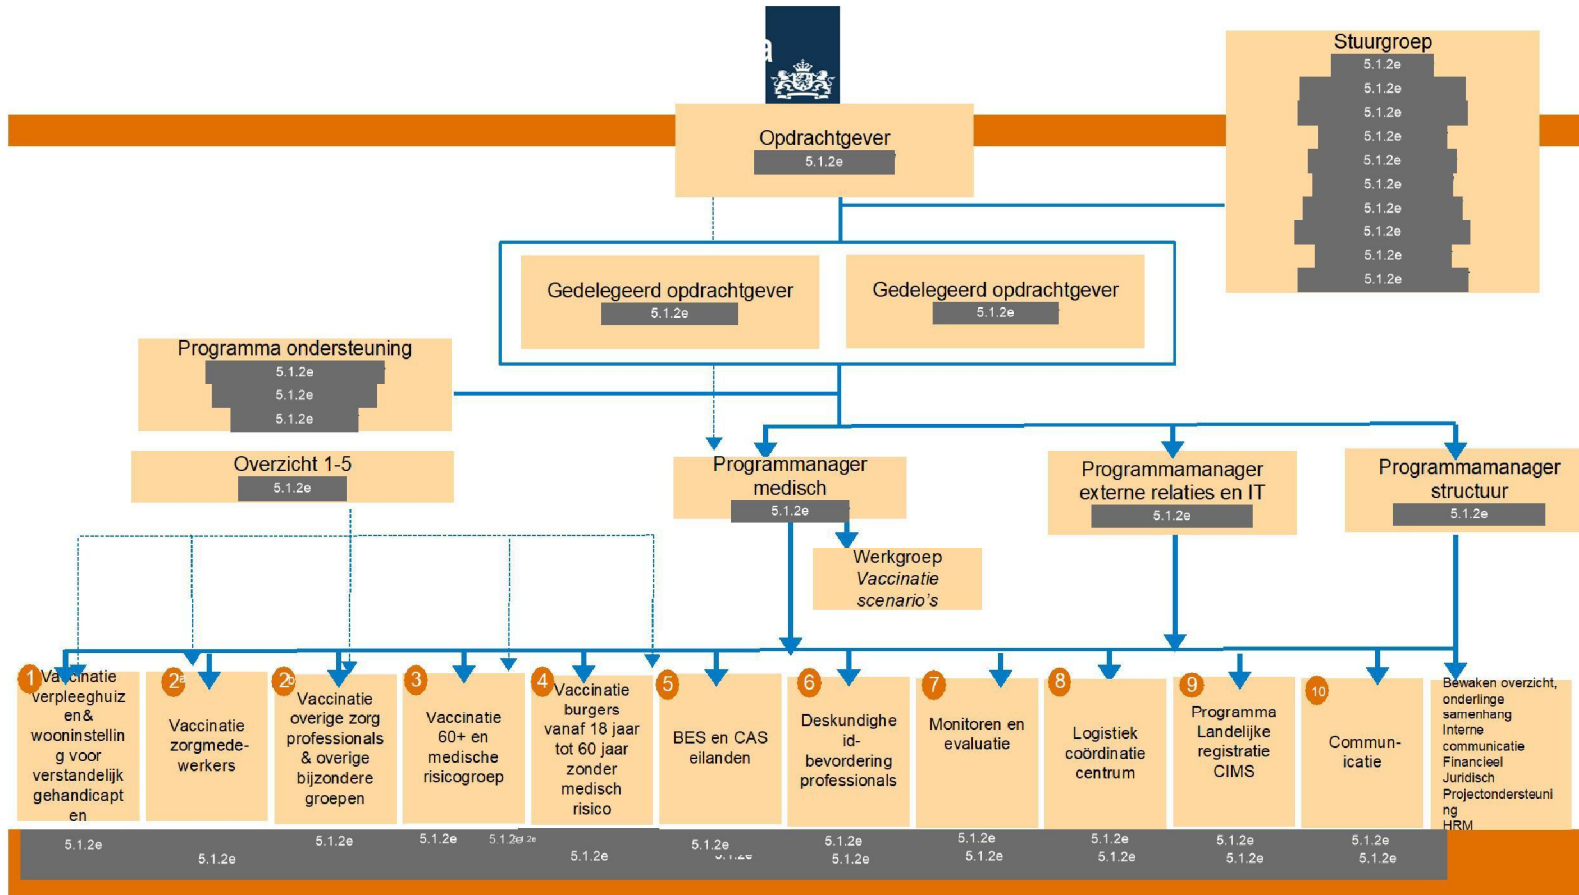 a
Stuurgroep
5.1.2e
5.1.2e
5.1.2e
5.1.2e
5.1.2e
5.1.2e
5.1.2e
5.1.2e
5.1.2e
5.1.2e
Opdrachtgever
5.1.2e
Gedelegeerd opdrachtgever
5.1.2e
Gedelegeerd opdrachtgever
5.1.2e
Programma ondersteuning
5.1.2e
5.1.2e
5.1.2e
Overzicht 1-5
5.1.2e
Programmanager
medisch
5.1.2e
Programmamanager
externe relaties en IT
5.1.2e
Programmamanager
structuur
5.1.2e
Werkgroep
Vaccinatie
scenario's
1
Vaccinatie
verpleeghuiz
en &
wooninstellin
g voor
verstandelijk
gehandicapt
en
5.1.2e
2a
Vaccinatie
zorgmede-
werkers
5.1.2e
2b
Vaccinatie
overige zorg
professionals
& overige
bijzondere
groepen
5.1.2e
3
Vaccinatie
60+ en
medische
risicogroep
5.1.2e
5.1.2e
4
Vaccinatie
burgers
vanaf 18 jaar
tot 60 jaar
zonder
medisch
risico
5.1.2e
5
BES en CAS
eilanden
5.1.2e
6
Deskundighe
id-
bevordering
professionals
5.1.2e
5.1.2e
7
Monitoren en
evaluatie
5.1.2e
5.1.2e
8
Logistiek
coördinatie
centrum
5.1.2e
5.1.2e
9
Programma
Landelijke
registratie
CIMS
5.1.2e
5.1.2e
10
Commun-
icatie
5.1.2e
5.1.2e
Bewaken overzicht,
onderlinge
samenhang
Interne
communicatie
Financieel
Juridisch
Projectondersteuni
ng
HRM